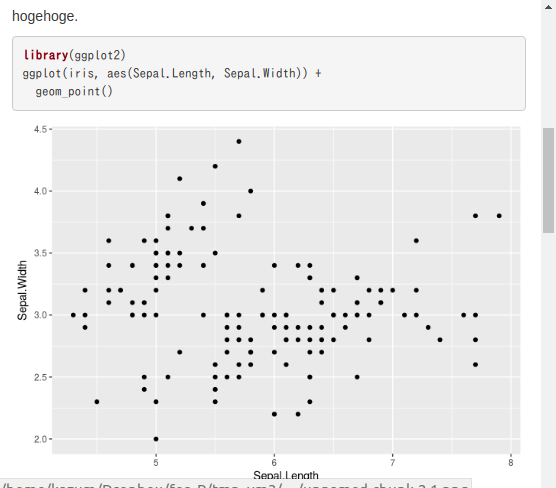 hogehoge.
library(ggplot2)
ggplot(iris, aes(Sepal.Length, Sepal.Width)) +
geom_point()
4.5
4.0
3.5
3.0
2.5
2.0
Sepal.Width
5 6 7 8
Sepal.Length